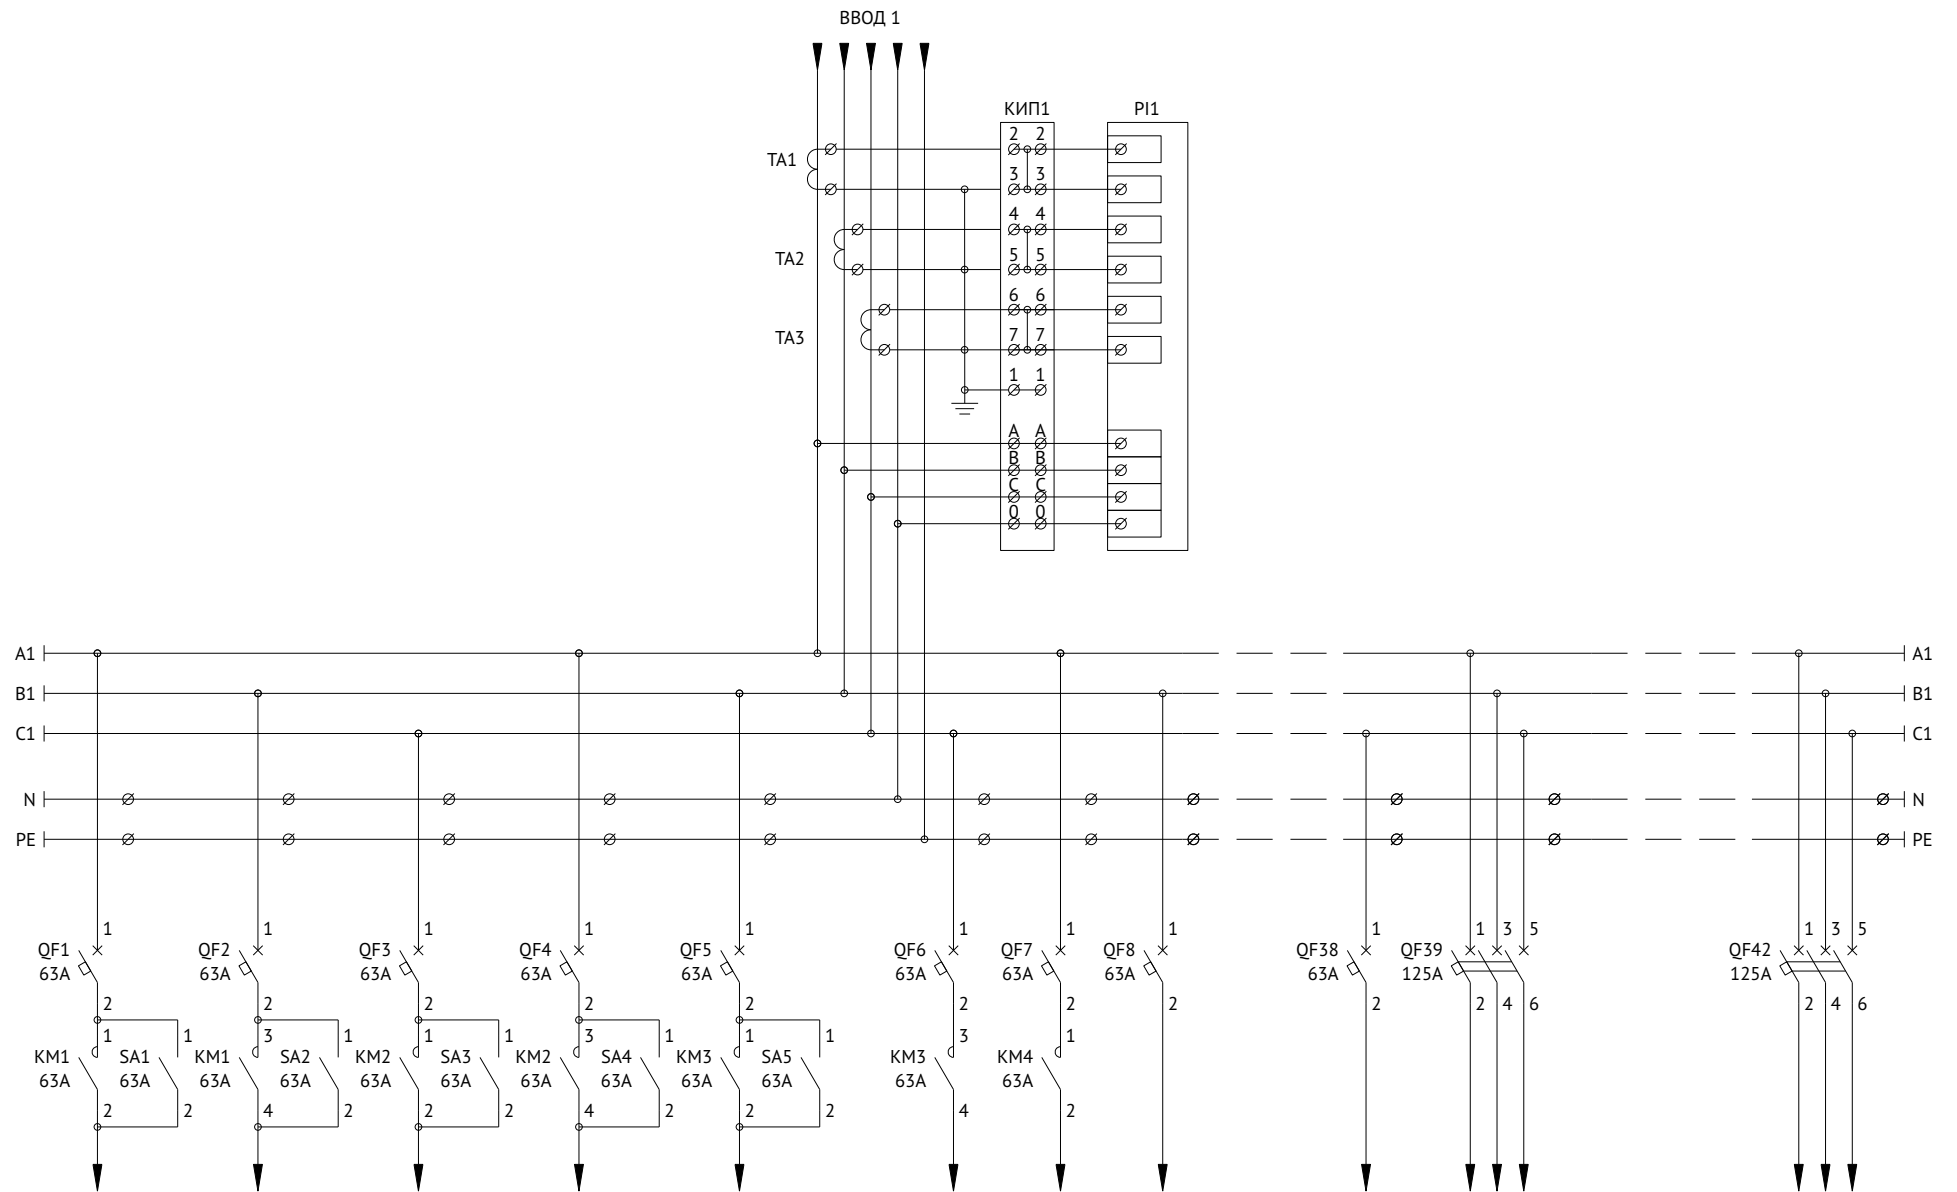 ВВОД 1
КИП1 PI1
2 2
TA1
3 3
4 4
TA2 5 5
6 6
TA3 7 7
1 1
A A
B B
C C
0 0
A1 A1
B1 B1
C1 C1
N N
PE PE
1 1 1 1 1 1 1 1 1 1 3 5 1 3 5
QF1 QF2 QF3 QF4 QF5 QF6 QF7 QF8 QF38 QF39 QF42
63A 63A 63A 63A 63A 63A 63A 63A 63A 125A 125A
2 2 2 2 2 2 2 2 2 2 4 6 2 4 6
1 1 3 1 1 1 3 1 1 1 3 1
KM1 SA1 KM1 SA2 KM2 SA3 KM2 SA4 KM3 SA5 KM3 KM4
63A 63A 63A 63A 63A 63A 63A 63A 63A 63A 63A 63A
2 2 4 2 2 2 4 2 2 2 4 2